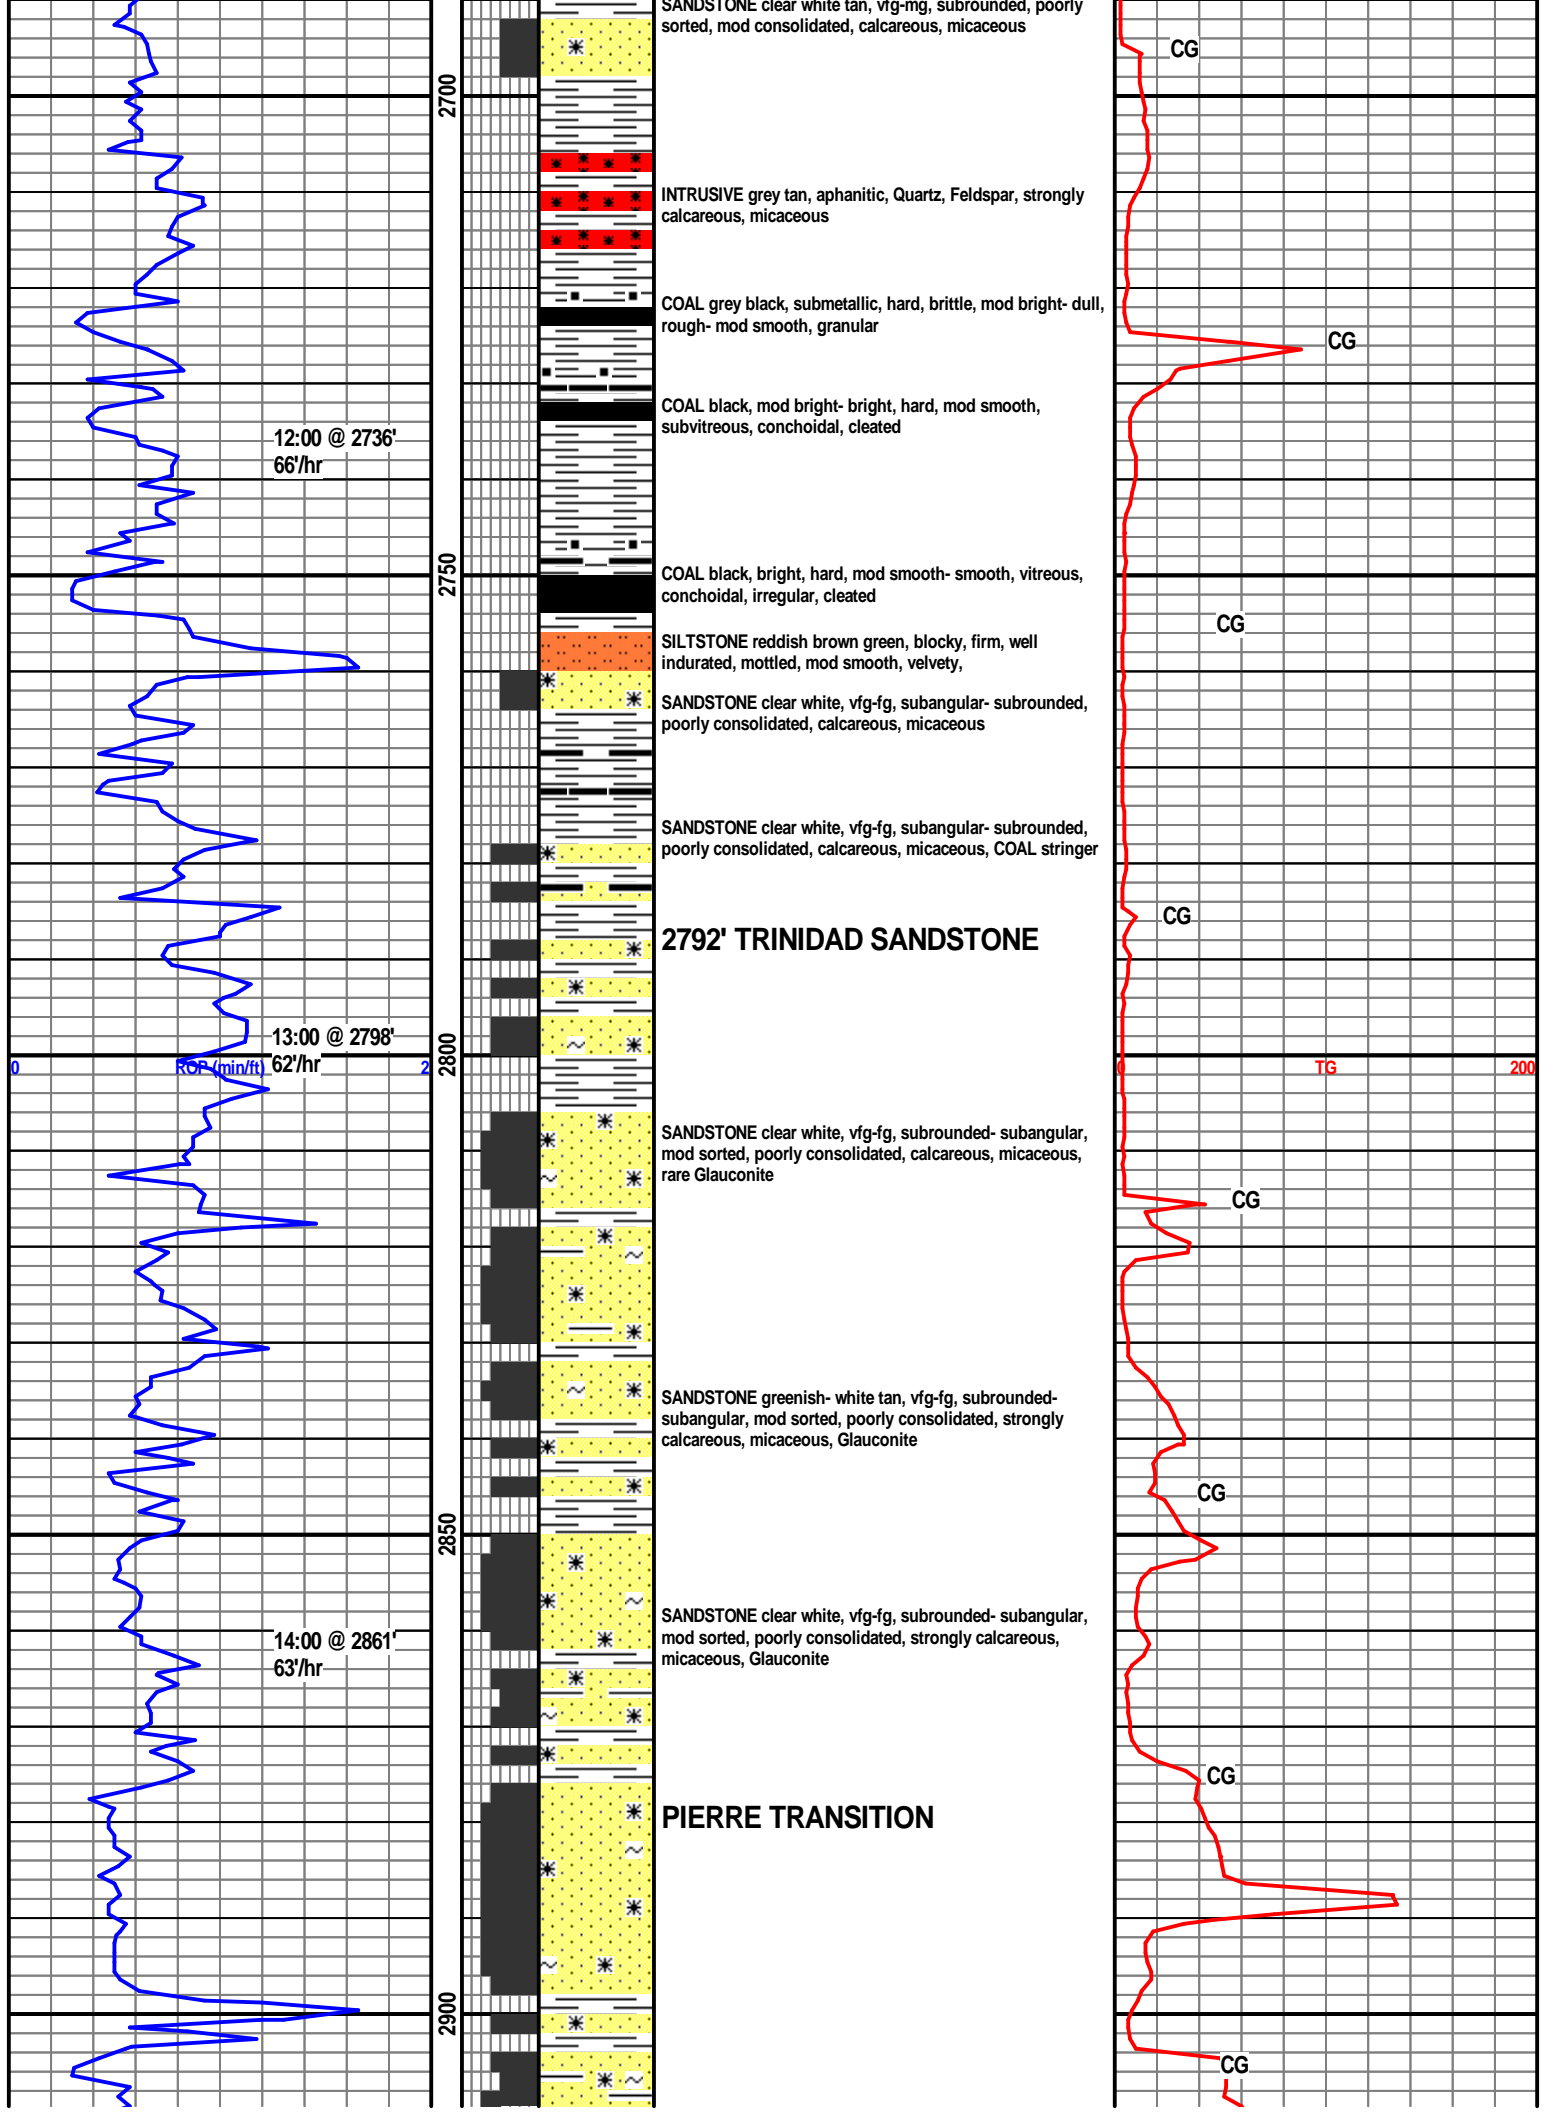 SANDSTONE clear white tan, vfg-mg, subrounded, poorly
sorted, mod consolidated, calcareous, micaceous
CG
2700
INTRUSIVE grey tan, aphanitic, Quartz, Feldspar, strongly
calcareous, micaceous
COAL grey black, submetallic, hard, brittle, mod bright- dull,
rough- mod smooth, granular
CG
COAL black, mod bright- bright, hard, mod smooth,
subvitreous, conchoidal, cleated
12:00 @ 2736'
66'/hr
2750
COAL black, bright, hard, mod smooth- smooth, vitreous,
conchoidal, irregular, cleated
CG
SILTSTONE reddish brown green, blocky, firm, well
indurated, mottled, mod smooth, velvety,
SANDSTONE clear white, vfg-fg, subangular- subrounded,
poorly consolidated, calcareous, micaceous
SANDSTONE clear white, vfg-fg, subangular- subrounded,
poorly consolidated, calcareous, micaceous, COAL stringer
CG
2792' TRINIDAD SANDSTONE
13:00 @ 2798'
62'/hr
2800
0 ROP (min/ft) 2
0 TG 200
SANDSTONE clear white, vfg-fg, subrounded- subangular,
mod sorted, poorly consolidated, calcareous, micaceous,
rare Glauconite
CG
SANDSTONE greenish- white tan, vfg-fg, subrounded-
subangular, mod sorted, poorly consolidated, strongly
calcareous, micaceous, Glauconite
CG
2850
SANDSTONE clear white, vfg-fg, subrounded- subangular,
mod sorted, poorly consolidated, strongly calcareous,
micaceous, Glauconite
14:00 @ 2861'
63'/hr
CG
PIERRE TRANSITION
2900
CG